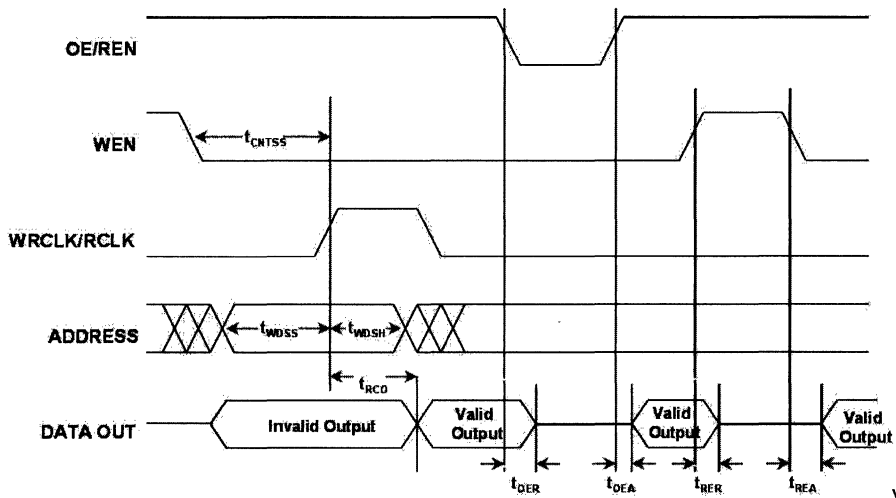 OE/REN
WEN
tCNTSS
WRCLK/RCLK
ADDRESS
tWDSS
tWDSH
tRCO
DATA OUT
Invalid Output
Valid Output
Valid Output
Valid Output
tOER
tOEA
tRER
tREA